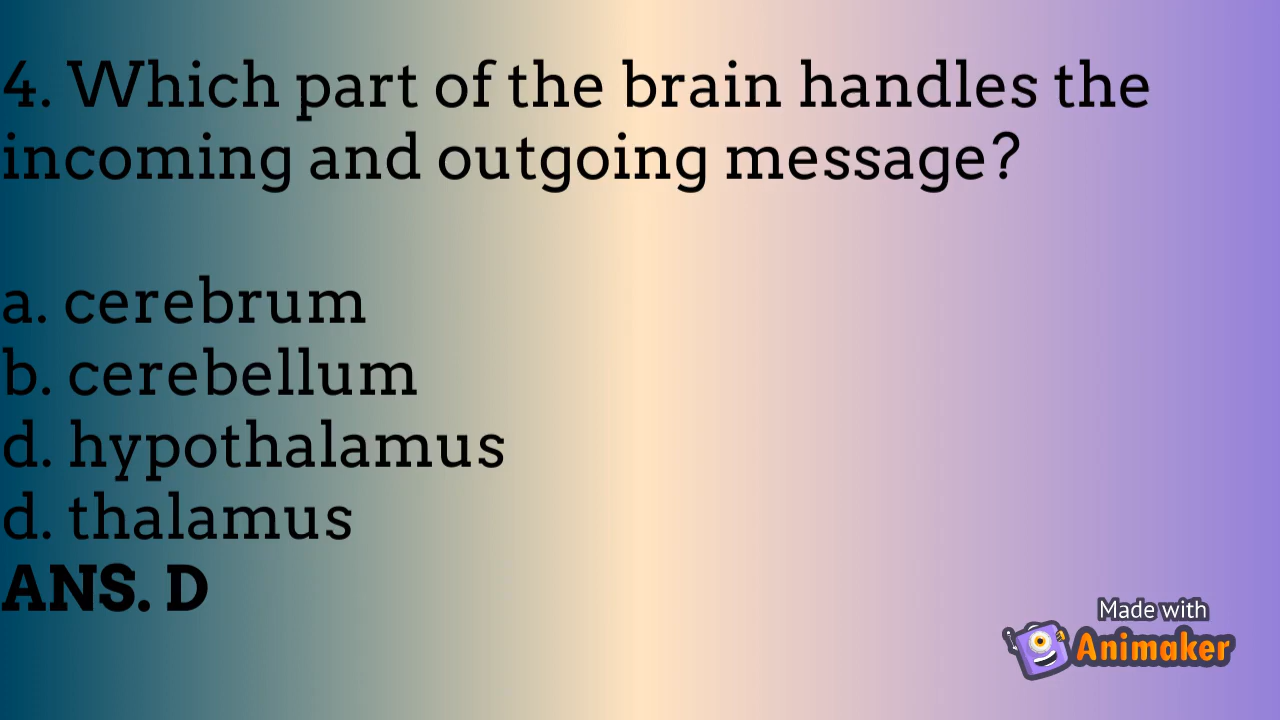 4. Which part of the brain handles the
incoming and outgoing message?
a. cerebrum
b. cerebellum
d. hypothalamus
d. thalamus
ANS. D
Made with
Animaker